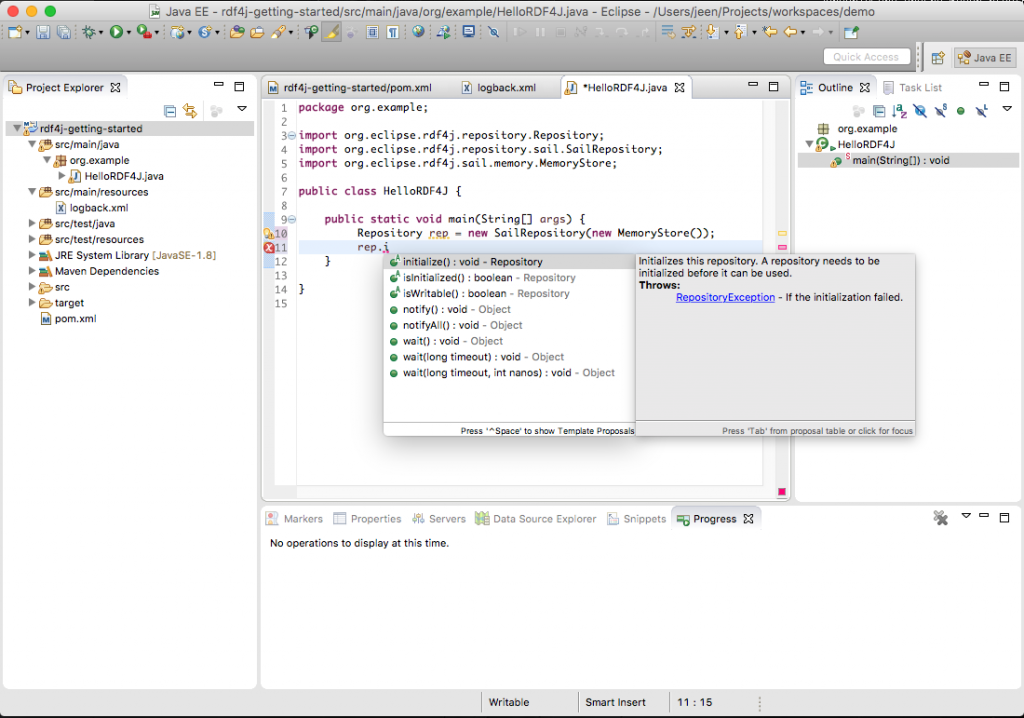 Java EE - rdf4j-getting-started/src/main/java/org/example/HelloRDF4J.java - Eclipse - /Users/jeen/Projects/workspaces/demo
Quick Access
Java EE
Project Explorer
rdf4j-getting-started
src/main/java
org.example
HelloRDF4J.java
src/main/resources
logback.xml
src/test/java
src/test/resources
JRE System Library [JavaSE-1.8]
Maven Dependencies
src
target
pom.xml
rdf4j-getting-started/pom.xml
logback.xml
*HelloRDF4J.java
1 package org.example;
2
3 import org.eclipse.rdf4j.repository.Repository;
4 import org.eclipse.rdf4j.repository.sail.SailRepository;
5 import org.eclipse.rdf4j.sail.memory.MemoryStore;
6
7 public class HelloRDF4J {
8
9 public static void main(String[] args) {
10 Repository rep = new SailRepository(new MemoryStore());
11 rep.i
12 }
13
14 }
15
initialize() : void - Repository
isInitialized() : boolean - Repository
isWritable() : boolean - Repository
notify() : void - Object
notifyAll() : void - Object
wait() : void - Object
wait(long timeout) : void - Object
wait(long timeout, int nanos) : void - Object
Press '^Space' to show Template Proposals
Initializes this repository. A repository needs to be
initialized before it can be used.
Throws:
RepositoryException - If the initialization failed.
Press 'Tab' from proposal table or click for focus
Outline
Task List
org.example
HelloRDF4J
main(String[]) : void
Markers
Properties
Servers
Data Source Explorer
Snippets
Progress
No operations to display at this time.
Writable
Smart Insert
11 : 15